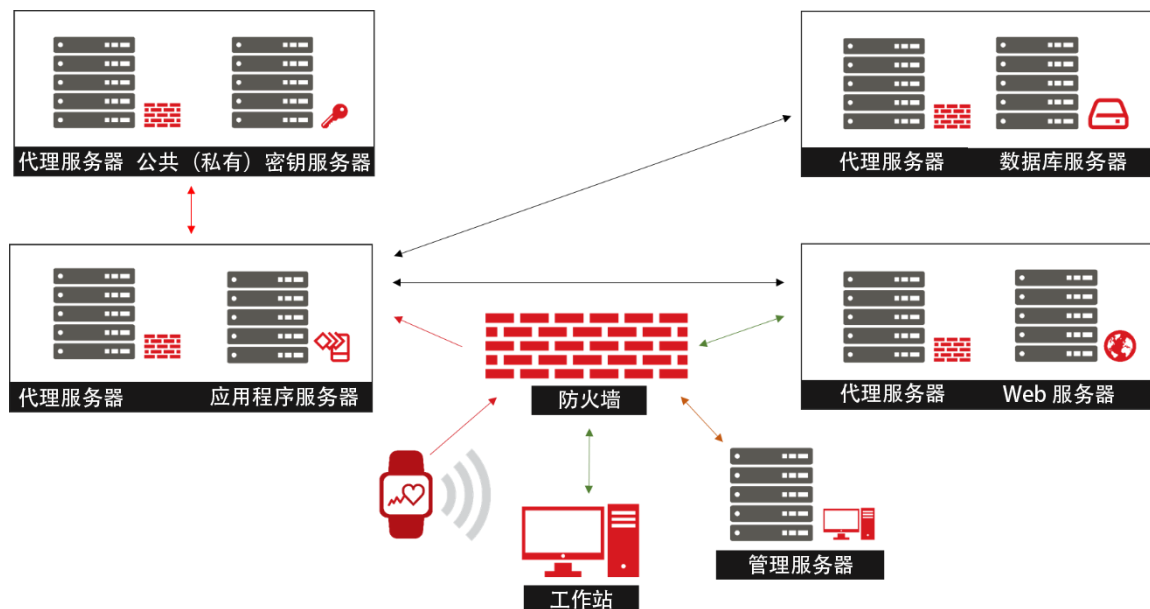 代理服务器 公共（私有）密钥服务器
代理服务器 数据库服务器
代理服务器 应用程序服务器
代理服务器 Web 服务器
防火墙
管理服务器
工作站